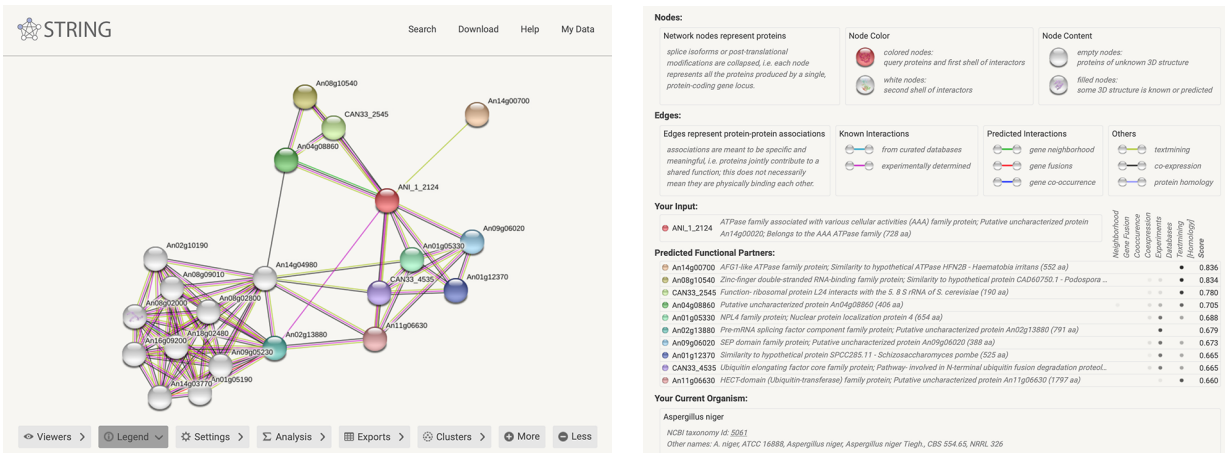 STRING
Search
Download
Help
My Data
An08g10540
An14g00700
CAN33_2545
An04g08860
ANI_1_2124
An09g06020
An02g10190
An01g05330
An14g04980
An08g09010
An01g12370
CAN33_4535
An08g02800
An08g02000
An11g06630
An02g13880
An18g02480
An16g09200
An09g05230
An01g05190
An14g03770
Viewers
Legend
Settings
Analysis
Exports
Clusters
More
Less
Nodes:
Network nodes represent proteins
splice isoforms or post-translational
modifications are collapsed, i.e. each node
represents all the proteins produced by a single,
protein-coding gene locus.
Node Color
colored nodes:
query proteins and first shell of interactors
white nodes:
second shell of interactors
Node Content
empty nodes:
proteins of unknown 3D structure
filled nodes:
some 3D structure is known or predicted
Edges:
Edges represent protein-protein associations
associations are meant to be specific and
meaningful, i.e. proteins jointly contribute to a
shared function; this does not necessarily
mean they are physically binding each other.
Known Interactions
from curated databases
experimentally determined
Predicted Interactions
gene neighborhood
gene fusions
gene co-occurrence
Others
textmining
co-expression
protein homology
Your Input:
ANI_1_2124 ATPase family associated with various cellular activities (AAA) family protein; Putative uncharacterized protein
An14g00020; Belongs to the AAA ATPase family (728 aa)
Neighborhood
Gene Fusion
Cooccurence
Coexpression
Experiments
Databases
Textmining
[Homology]
Score
Predicted Functional Partners:
An14g00700 AFG1-like ATPase family protein; Similarity to hypothetical ATPase HFN2B - Haematobia irritans (552 aa) 0.836
An08g10540 Zinc-finger double-stranded RNA-binding family protein; Similarity to hypothetical protein CAD60750.1 - Podospora ... 0.834
CAN33_2545 Function- ribosomal protein L24 interacts with the 5. 8 S rRNA of S. cerevisiae (190 aa) 0.780
An04g08860 Putative uncharacterized protein An04g08860 (406 aa) 0.705
An01g05330 NPL4 family protein; Nuclear protein localization protein 4 (654 aa) 0.688
An02g13880 Pre-mRNA splicing factor component family protein; Putative uncharacterized protein An02g13880 (791 aa) 0.679
An09g06020 SEP domain family protein; Putative uncharacterized protein An09g06020 (388 aa) 0.673
An01g12370 Similarity to hypothetical protein SPCC285.11 - Schizosaccharomyces pombe (525 aa) 0.665
CAN33_4535 Ubiquitin elongating factor core family protein; Pathway- involved in N-terminal ubiquitin fusion degradation proteol... 0.665
An11g06630 HECT-domain (Ubiquitin-transferase) family protein; Putative uncharacterized protein An11g06630 (1797 aa) 0.660
Your Current Organism:
Aspergillus niger
NCBI taxonomy Id: 5061
Other names: A. niger, ATCC 16888, Aspergillus niger, Aspergillus niger Tiegh., CBS 554.65, NRRL 326